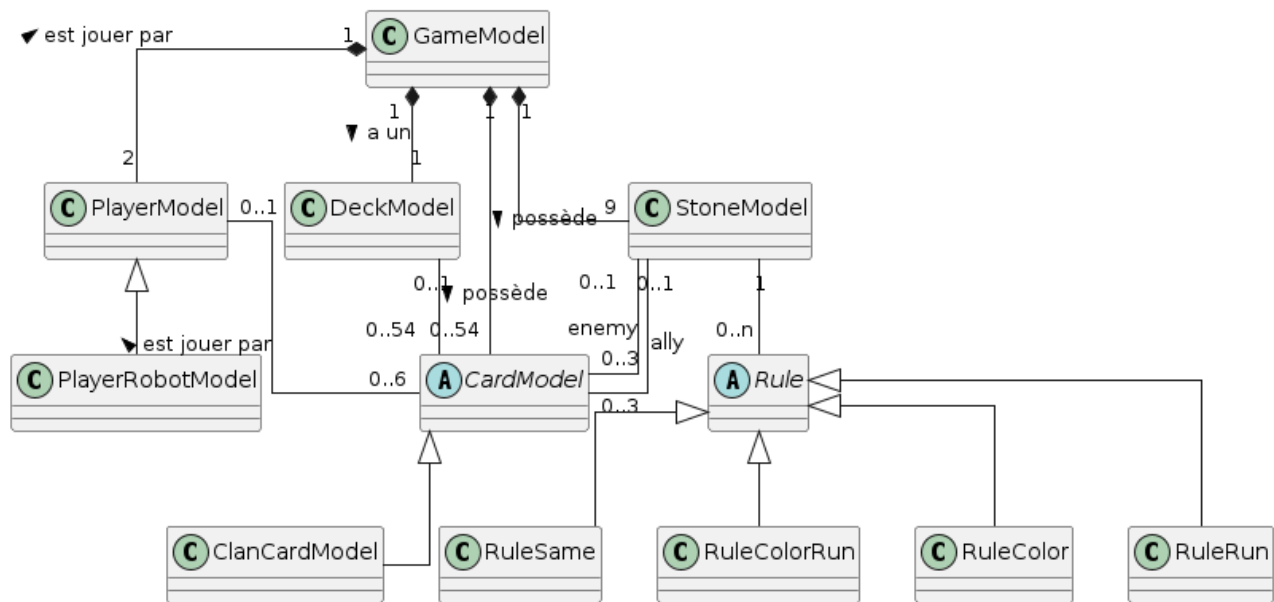 C GameModel
est jouer par
1
1
1
1
a un
2
1
C PlayerModel
0..1
C DeckModel
possède
9
C StoneModel
0..1
possède
0..1
0..1
1
0..54
0..54
enemy
ally
0..n
est jouer par
0..3
C PlayerRobotModel
0..6
A CardModel
0..3
A Rule
C ClanCardModel
C RuleSame
C RuleColorRun
C RuleColor
C RuleRun